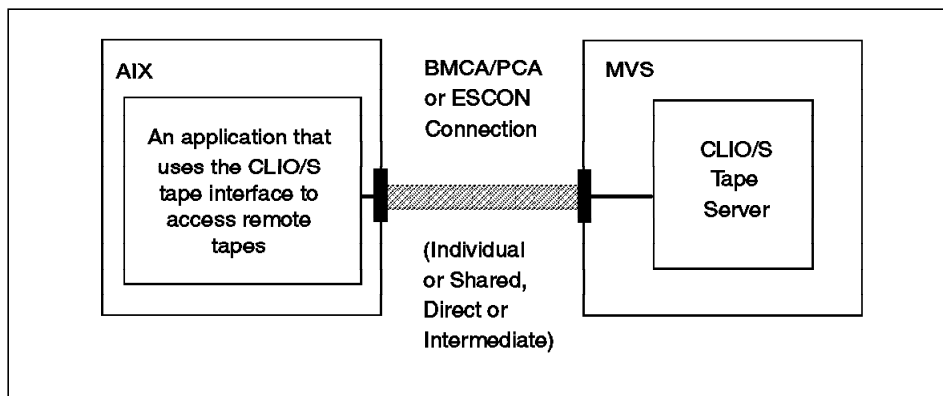 AIX
An application that
uses the CLIO/S
tape interface to
access remote
tapes
BMCA/PCA
or ESCON
Connection
(Individual
or Shared,
Direct or
Intermediate)
MVS
CLIO/S
Tape
Server